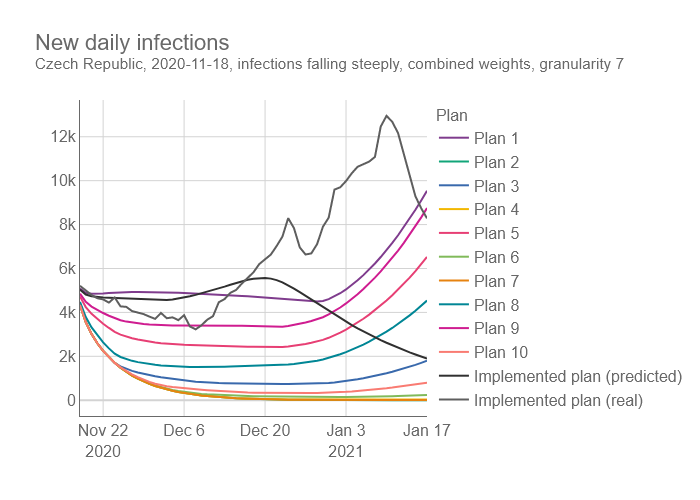 New daily infections
Czech Republic, 2020-11-18, infections falling steeply, combined weights, granularity 7
Plan
12k
10k
8k
6k
4k
2k
0
Plan 1
Plan 2
Plan 3
Plan 4
Plan 5
Plan 6
Plan 7
Plan 8
Plan 9
Plan 10
Implemented plan (predicted)
Implemented plan (real)
Nov 22 Dec 6 Dec 20 Jan 3 Jan 17
2020 2021